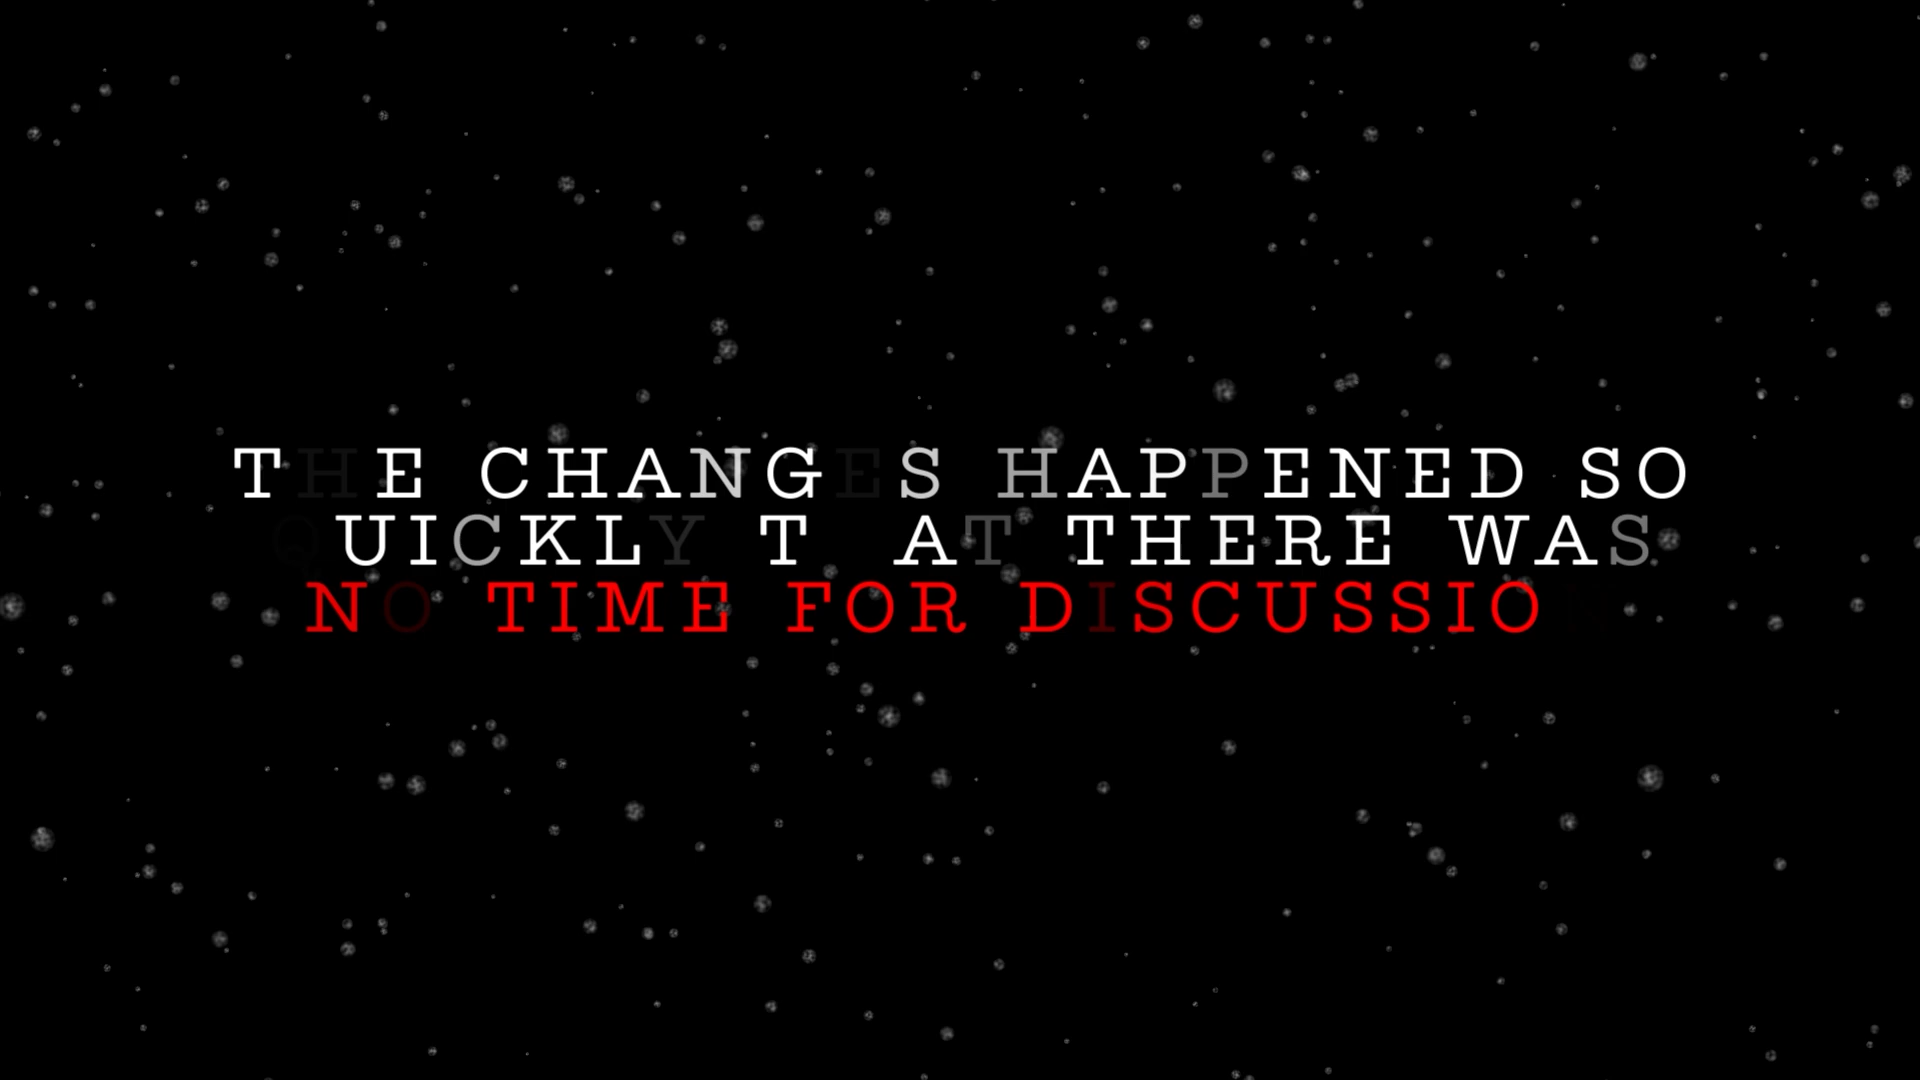 THE CHANGES HAPPENED SO
QUICKLY THAT THERE WAS
NO TIME FOR DISCUSSION